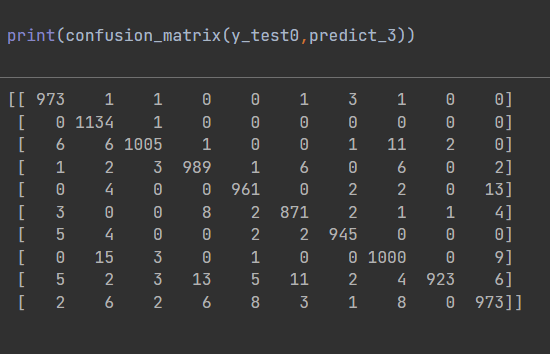 print(confusion_matrix(y_test0,predict_3))
[[ 973    1    1    0    0    1    3    1    0    0]
 [   0 1134    1    0    0    0    0    0    0    0]
 [   6    6 1005    1    0    0    1   11    2    0]
 [   1    2    3  989    1    6    0    6    0    2]
 [   0    4    0    0  961    0    2    2    0   13]
 [   3    0    0    8    2  871    2    1    1    4]
 [   5    4    0    0    2    2  945    0    0    0]
 [   0   15    3    0    1    0    0 1000    0    9]
 [   5    2    3   13    5   11    2    4  923    6]
 [   2    6    2    6    8    3    1    8    0  973]]